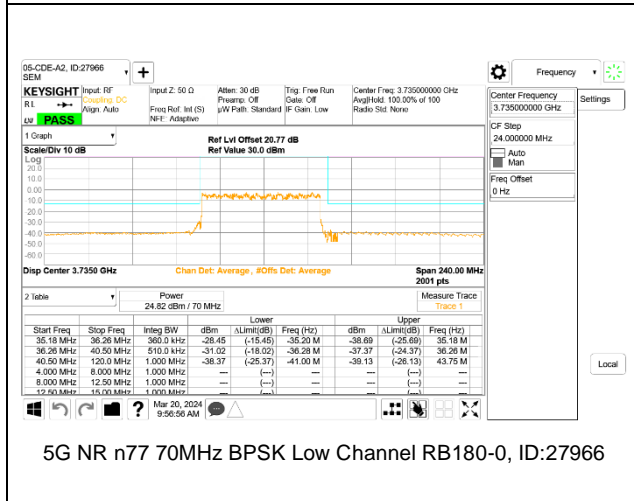 05-CDE-A2, ID:27966
SEM
Frequency
KEYSIGHT
R L
PASS
Input: RF
Coupling: DC
Align: Auto
Input Z: 50 Ω
Freq Ref: Int (S)
NFE: Adaptive
Atten: 30 dB
Preamp: Off
µW Path: Standard
Trig: Free Run
Gate: Off
IF Gain: Low
Center Freq: 3.735000000 GHz
Avg|Hold: 100.00% of 100
Radio Std: None
Center Frequency
3.735000000 GHz
Settings
CF Step
24.000000 MHz
Auto
Man
Freq Offset
0 Hz
Local
1 Graph
Scale/Div 10 dB
Ref Lvl Offset 20.77 dB
Ref Value 30.0 dBm
Log
20.0
10.0
0.00
-10.0
-20.0
-30.0
-40.0
-50.0
-60.0
Disp Center 3.7350 GHz
Chan Det: Average , #Offs Det: Average
Span 240.00 MHz
2001 pts
2 Table
Power
24.82 dBm / 70 MHz
Measure Trace
Trace 1
Lower Upper
Start Freq Stop Freq Integ BW dBm ΔLimit(dB) Freq (Hz) dBm ΔLimit(dB) Freq (Hz)
35.18 MHz 36.26 MHz 360.0 kHz -28.45 (-15.45) -35.20 M -38.69 (-25.69) 35.18 M
36.26 MHz 40.50 MHz 510.0 kHz -31.02 (-18.02) -36.28 M -37.37 (-24.37) 36.26 M
40.50 MHz 120.0 MHz 1.000 MHz -38.37 (-25.37) -41.00 M -39.13 (-26.13) 43.75 M
4.000 MHz 8.000 MHz 1.000 MHz --- (---) --- --- (---) ---
8.000 MHz 12.50 MHz 1.000 MHz --- (---) --- --- (---) ---
12.50 MHz 15.00 MHz 1.000 MHz --- (---) --- --- (---) ---
Mar 20, 2024
9:56:56 AM
5G NR n77 70MHz BPSK Low Channel RB180-0, ID:27966